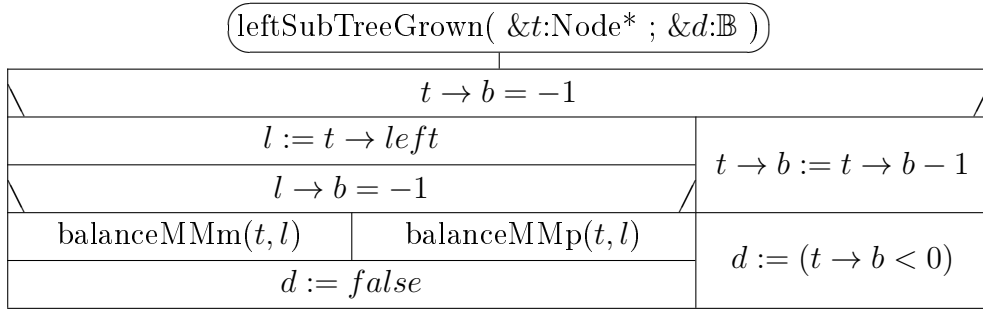 leftSubTreeGrown( &t:Node* ; &d:𝔹 )
t → b = −1
l := t → left
t → b := t → b − 1
l → b = −1
balanceMMm(t, l)
balanceMMp(t, l)
d := (t → b < 0)
d := false